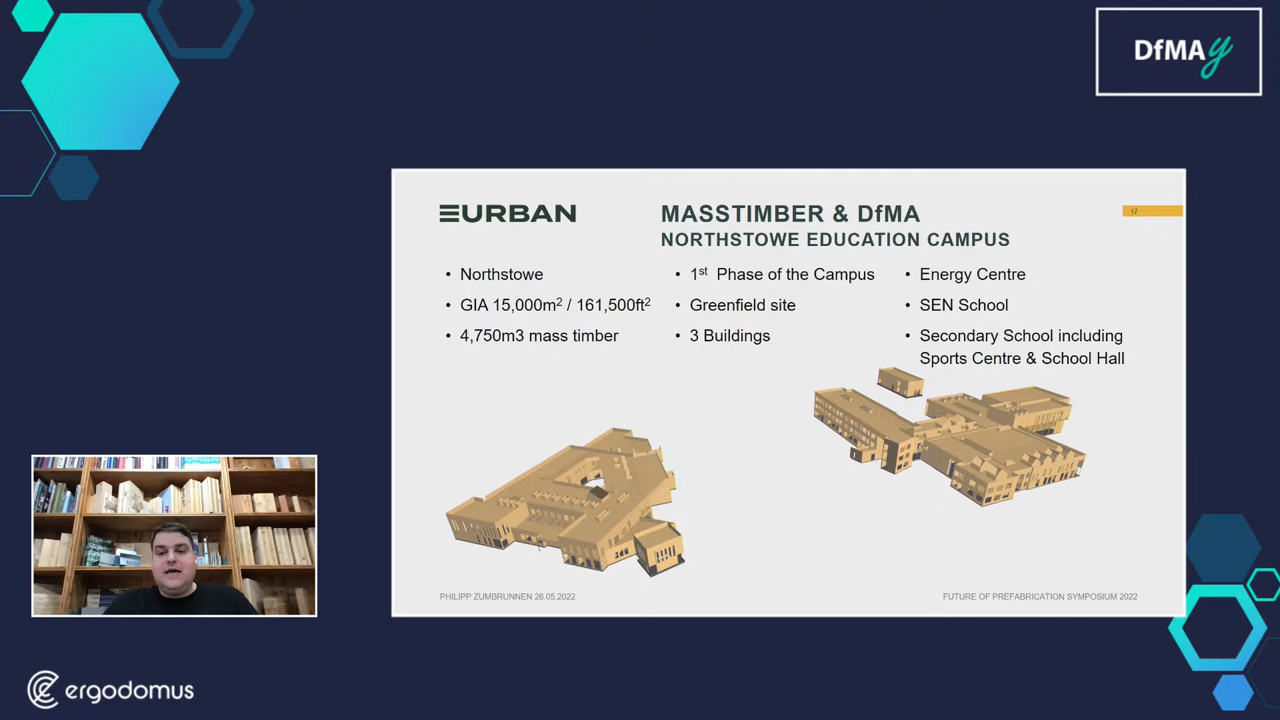 DfMAy
EURBAN
MASSTIMBER & DfMA
NORTHSTOWE EDUCATION CAMPUS
17
• Northstowe
• GIA 15,000m² / 161,500ft²
• 4,750m3 mass timber
• 1st Phase of the Campus
• Greenfield site
• 3 Buildings
• Energy Centre
• SEN School
• Secondary School including
Sports Centre & School Hall
PHILIPP ZUMBRUNNEN 26.05.2022
FUTURE OF PREFABRICATION SYMPOSIUM 2022
ergodomus